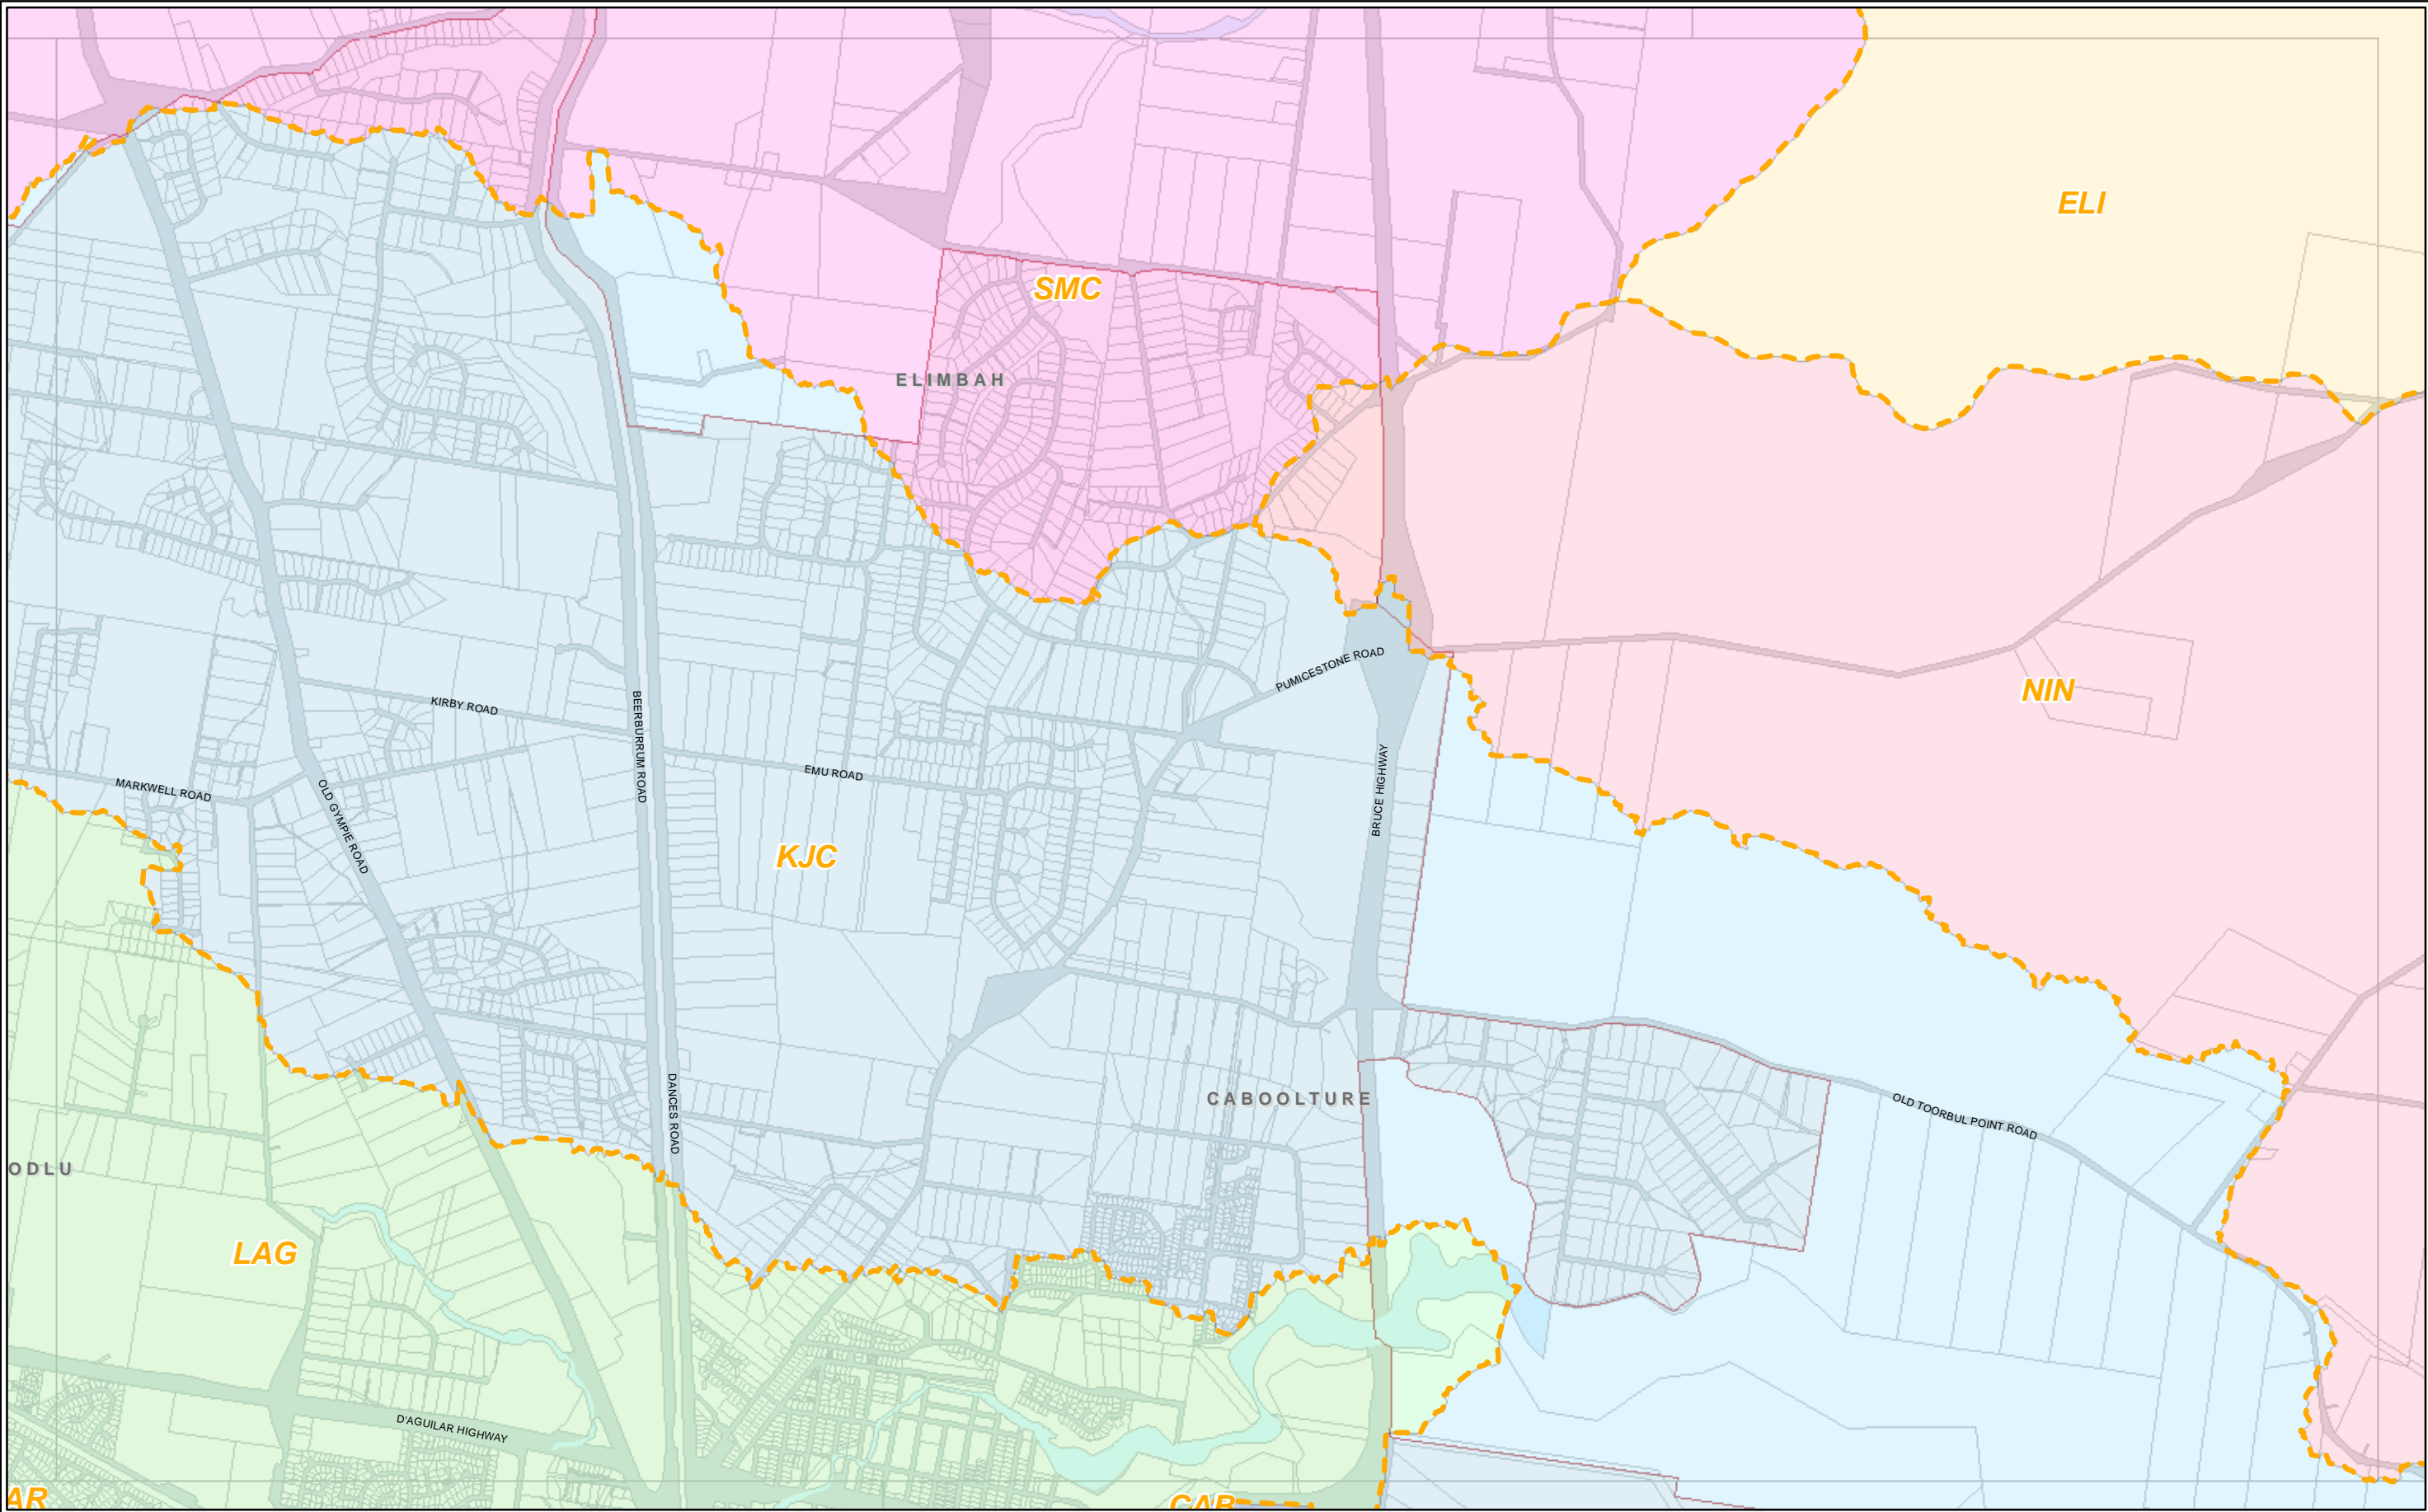 ELI
SMC
ELIMBAH
PUMICESTONE ROAD
NIN
KIRBY ROAD
BEERBURRUM ROAD
EMU ROAD
BRUCE HIGHWAY
MARKWELL ROAD
OLD GYMPIE ROAD
KJC
CABOOLTURE
DANCES ROAD
OLD TOORBUL POINT ROAD
ODLU
LAG
D'AGUILAR HIGHWAY
AR
CAB